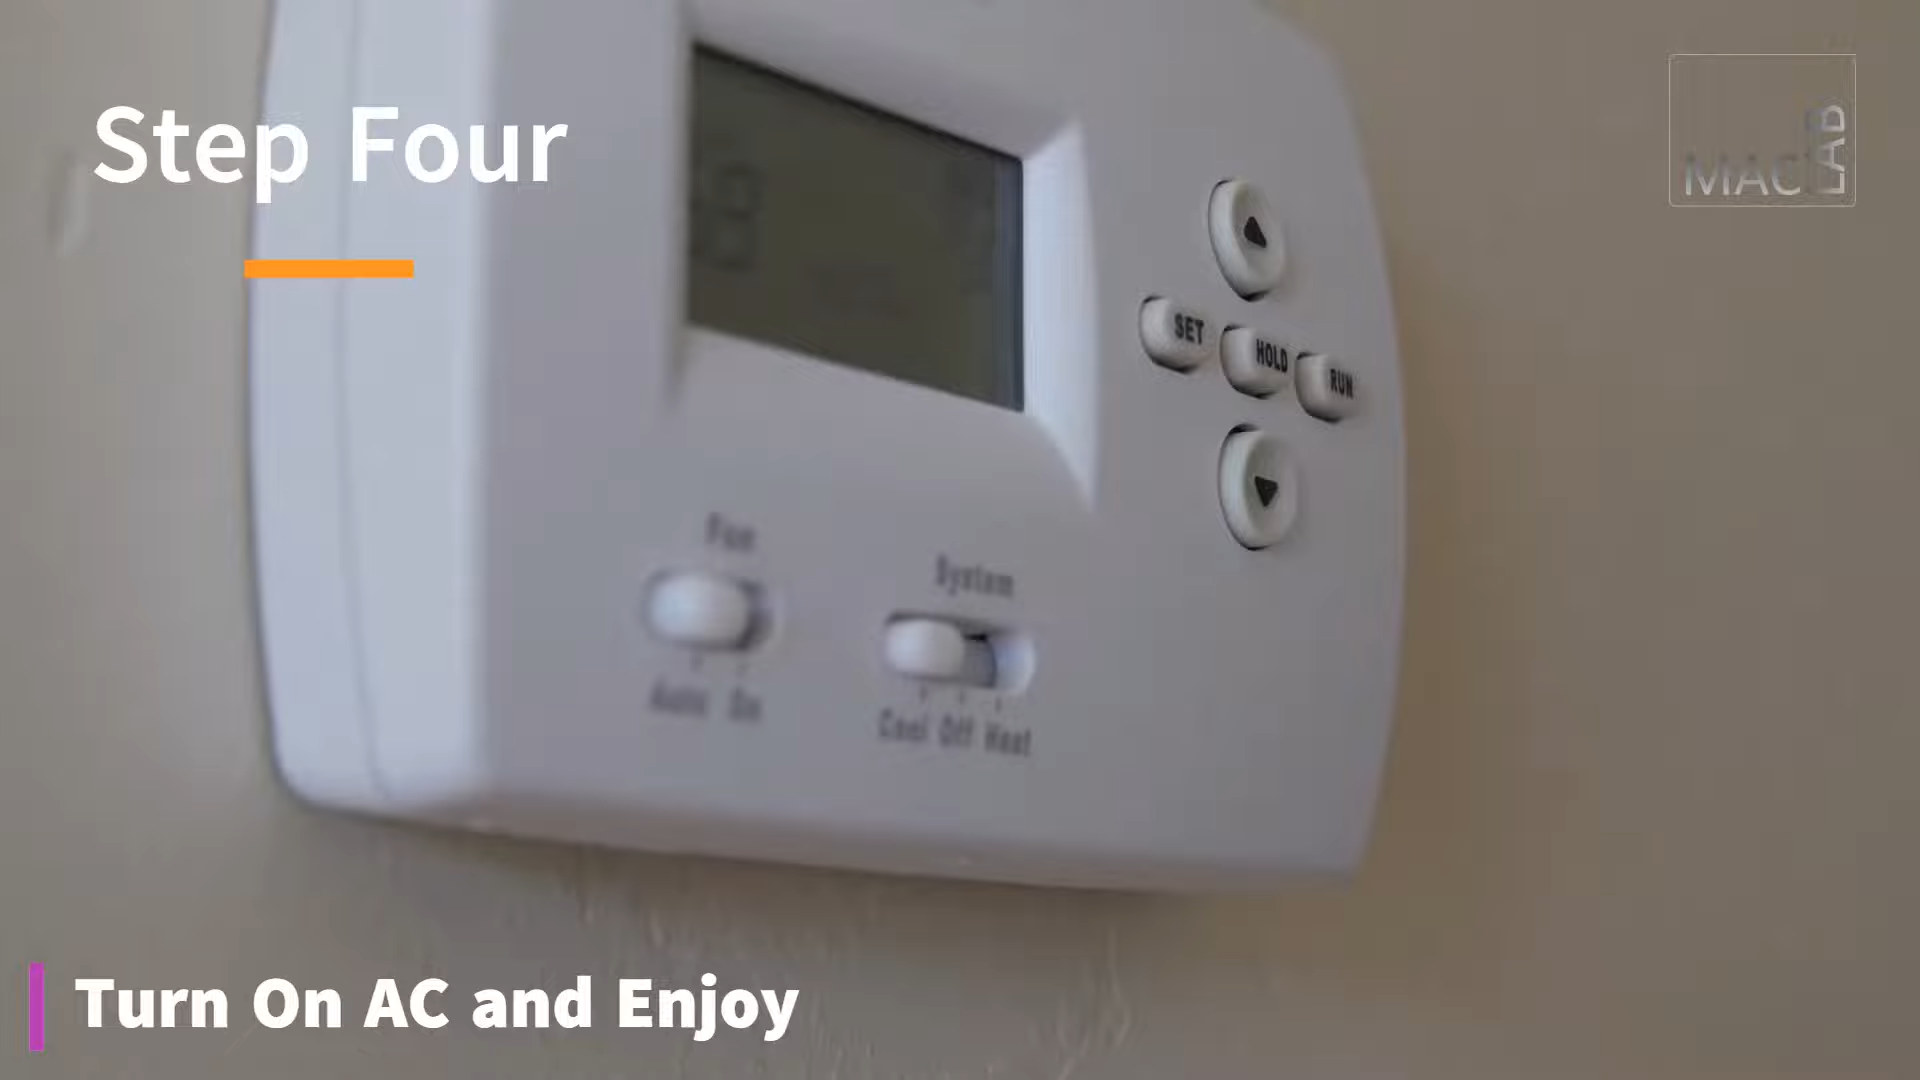 Step Four
MAC LAB
SET HOLD RUN
Fan
System
Auto On
Cool Off Heat
Turn On AC and Enjoy